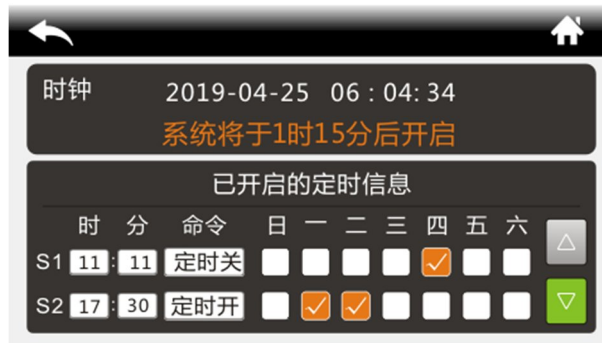 时钟 2019-04-25 06:04:34
系统将于1时15分后开启
已开启的定时信息
时 分 命令 日 一 二 三 四 五 六
S1 11:11 定时关
S2 17:30 定时开